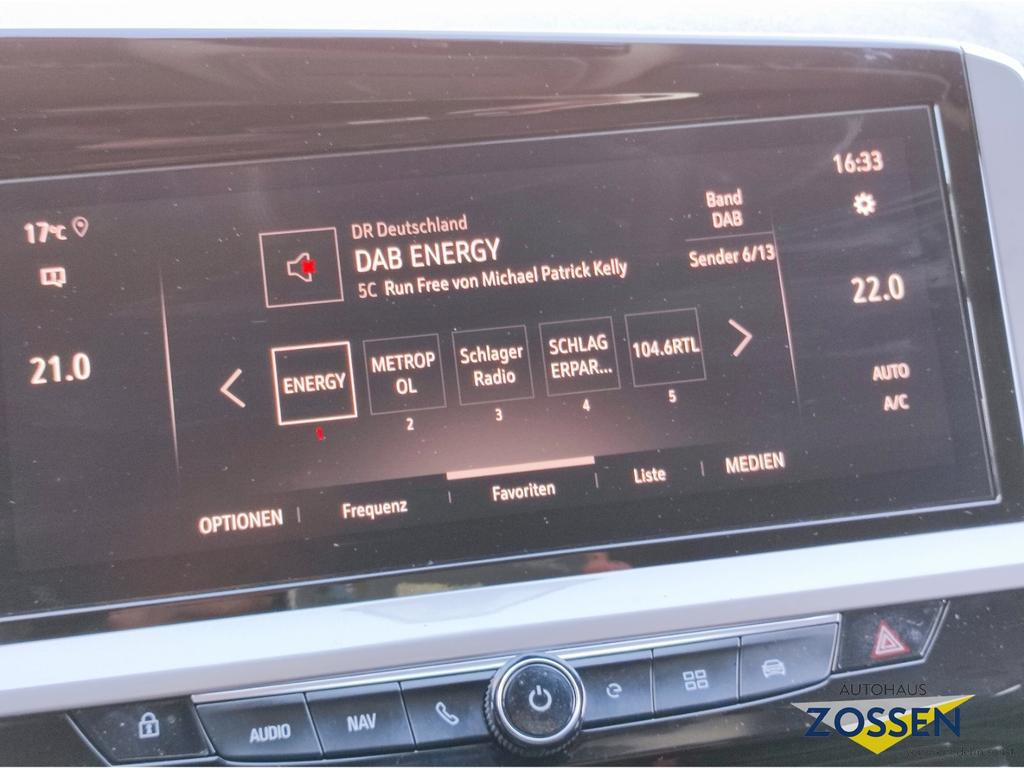 16:33
17°C
DR Deutschland
DAB ENERGY
5C Run Free von Michael Patrick Kelly
Band
DAB
Sender 6/13
21.0
22.0
ENERGY
METROP
OL
Schlager
Radio
SCHLAG
ERPAR...
104.6RTL
1
2
3
4
5
AUTO
A/C
OPTIONEN
Frequenz
Favoriten
Liste
MEDIEN
AUDIO
NAV
AUTOHAUS
ZOSSEN